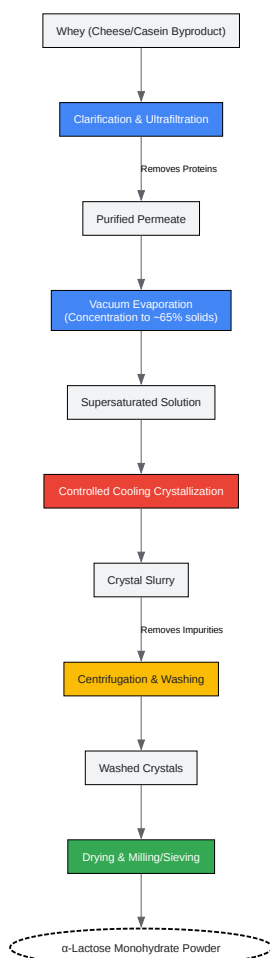 Whey (Cheese/Casein Byproduct)
Clarification & Ultrafiltration
Removes Proteins
Purified Permeate
Vacuum Evaporation
(Concentration to ~65% solids)
Supersaturated Solution
Controlled Cooling Crystallization
Crystal Slurry
Removes Impurities
Centrifugation & Washing
Washed Crystals
Drying & Milling/Sieving
α-Lactose Monohydrate Powder